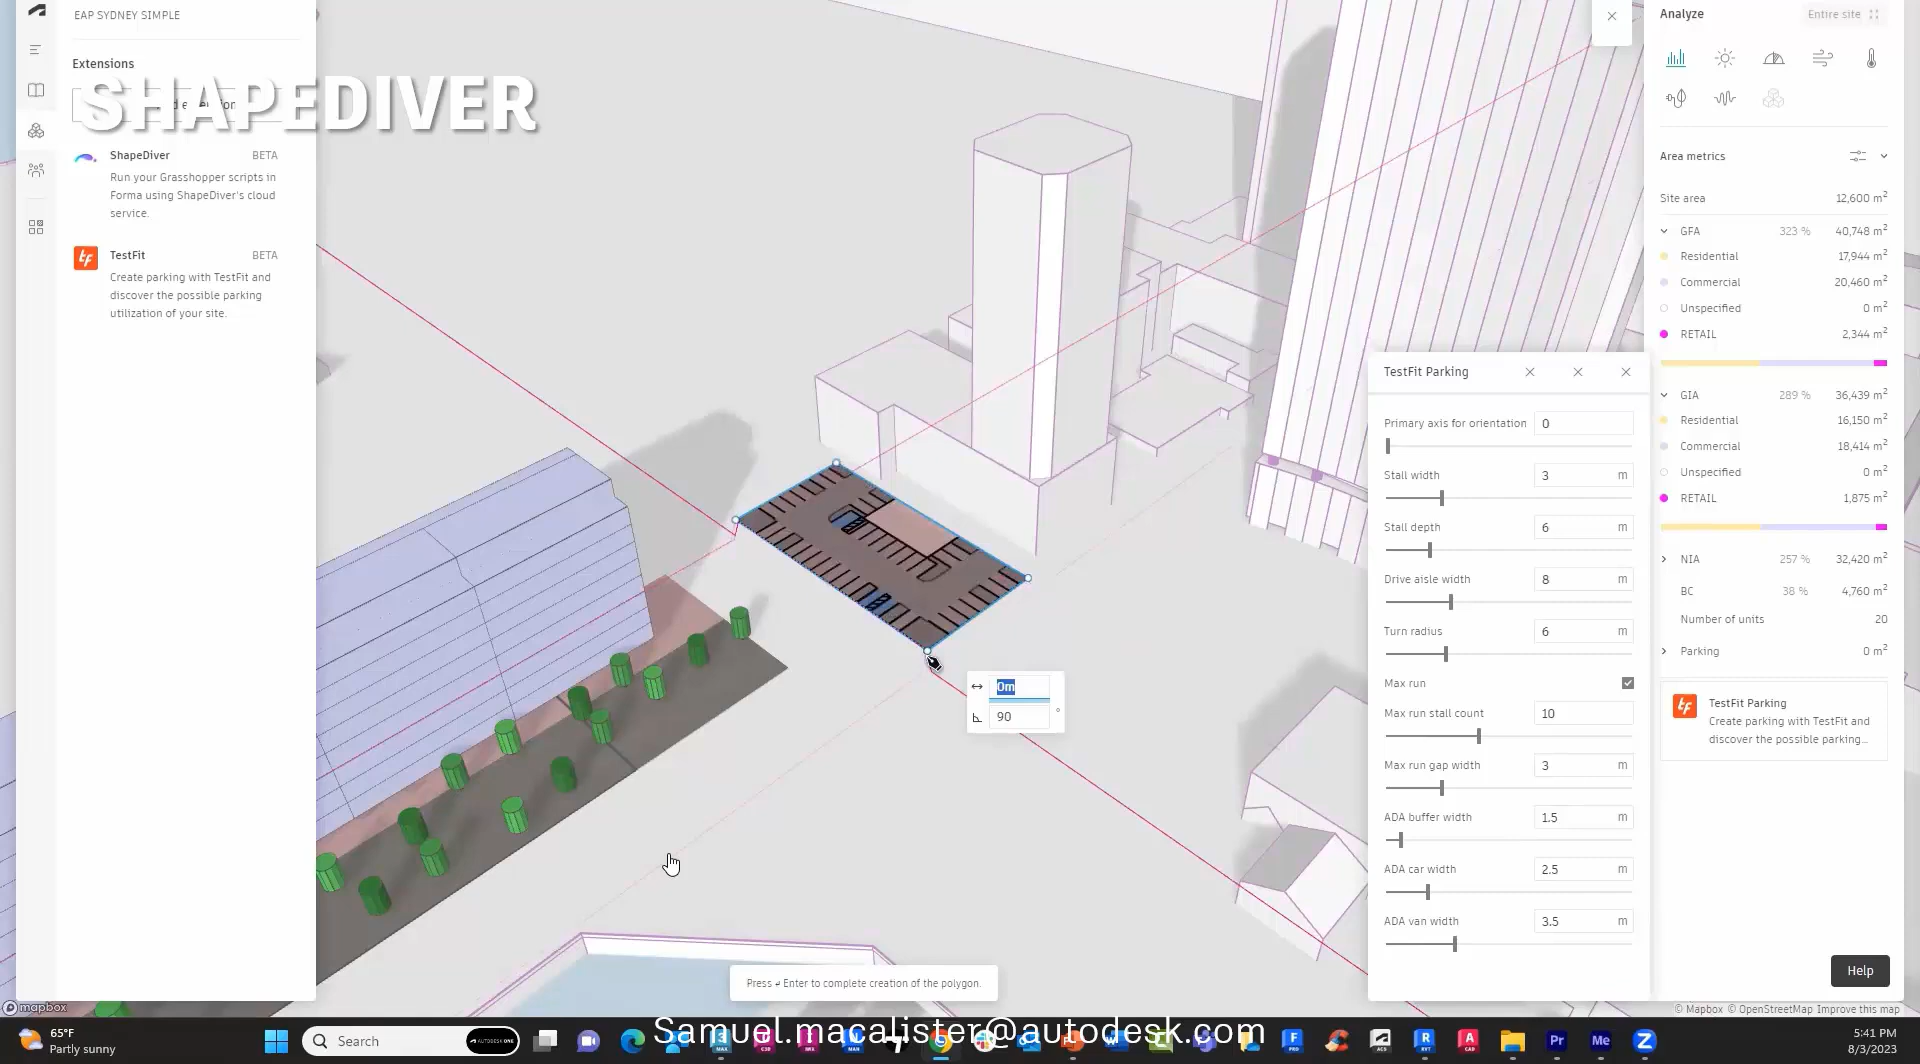 EAP SYDNEY SIMPLE
Extensions
SHAPEDIVER
ShapeDiver BETA
Run your Grasshopper scripts in
Forma using ShapeDiver's cloud
service.
TestFit BETA
Create parking with TestFit and
discover the possible parking
utilization of your site.
0m
90 °
Press ↵ Enter to complete creation of the polygon.
TestFit Parking
Primary axis for orientation 0
Stall width 3 m
Stall depth 6 m
Drive aisle width 8 m
Turn radius 6 m
Max run
Max run stall count 10
Max run gap width 3 m
ADA buffer width 1.5 m
ADA car width 2.5 m
ADA van width 3.5 m
Analyze Entire site
Area metrics
Site area 12,600 m²
GFA 323 % 40,748 m²
Residential 17,944 m²
Commercial 20,460 m²
Unspecified 0 m²
RETAIL 2,344 m²
GIA 289 % 36,439 m²
Residential 16,150 m²
Commercial 18,414 m²
Unspecified 0 m²
RETAIL 1,875 m²
NIA 257 % 32,420 m²
BC 38 % 4,760 m²
Number of units 20
Parking 0 m²
TestFit Parking
Create parking with TestFit and
discover the possible parking...
Help
mapbox
© Mapbox © OpenStreetMap Improve this map
65°F
Partly sunny
Search
AUTODESK ONE
Samuel.macalister@autodesk.com
5:41 PM
8/3/2023